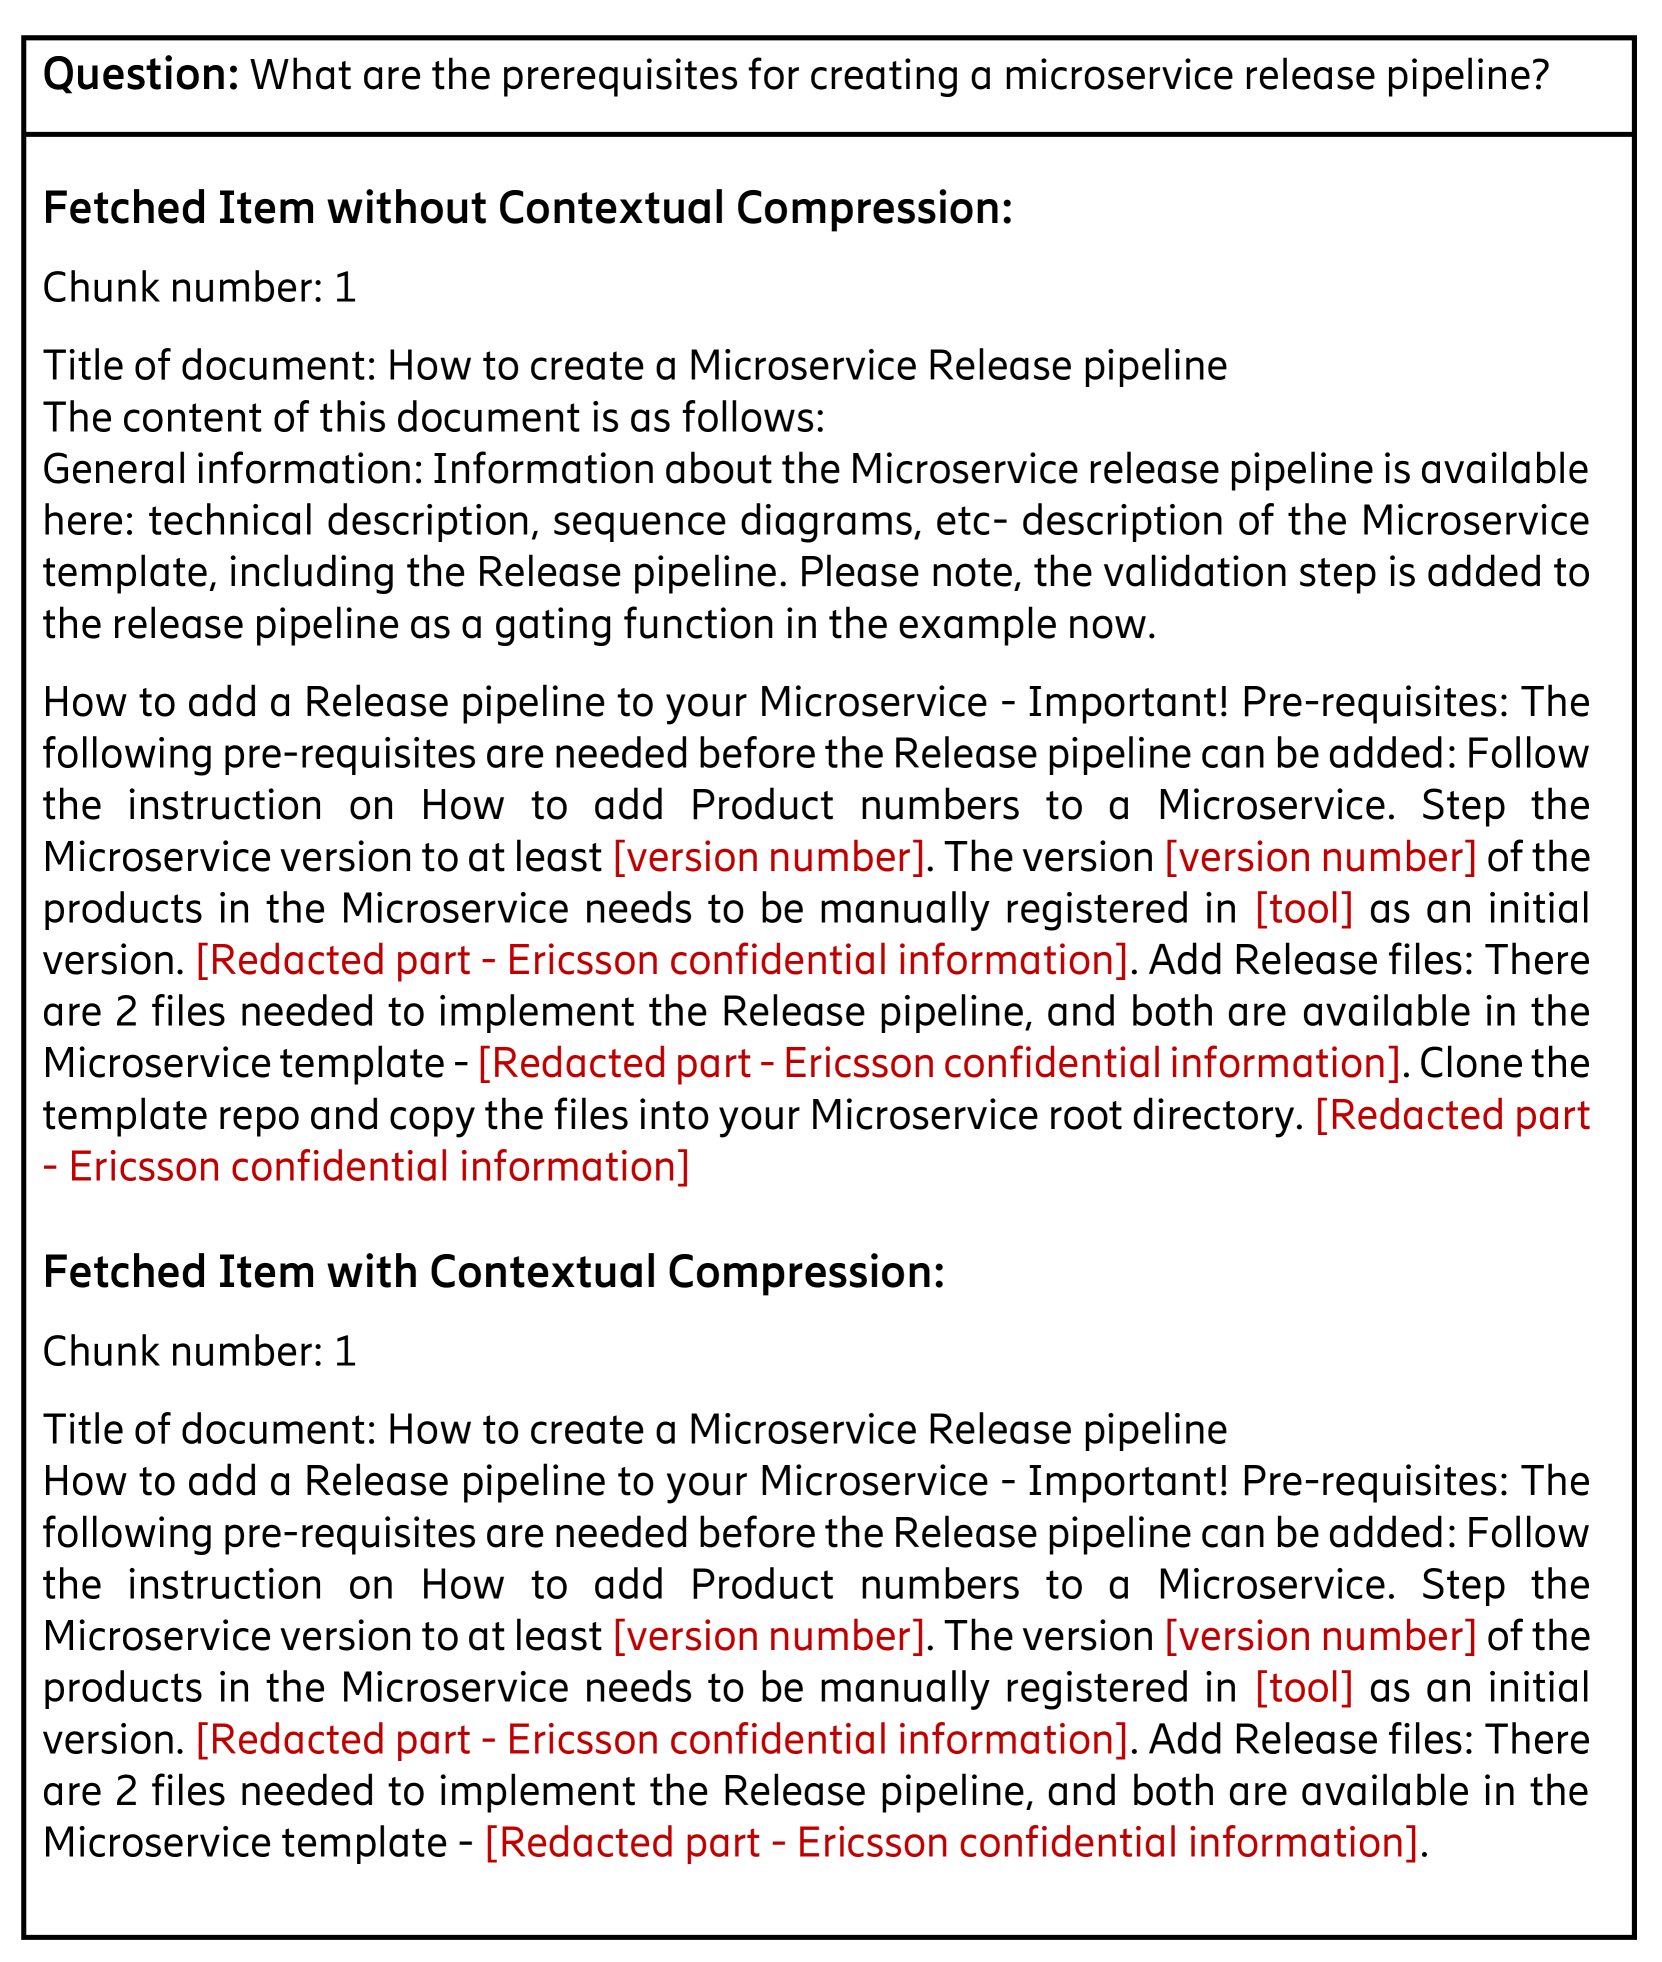 Question: What are the prerequisites for creating a microservice release pipeline?
Fetched Item without Contextual Compression:
Chunk number: 1
Title of document: How to create a Microservice Release pipeline
The content of this document is as follows:
General information: Information about the Microservice release pipeline is available
here: technical description, sequence diagrams, etc- description of the Microservice
template, including the Release pipeline. Please note, the validation step is added to
the release pipeline as a gating function in the example now.
How to add a Release pipeline to your Microservice - Important! Pre-requisites: The
following pre-requisites are needed before the Release pipeline can be added: Follow
the instruction on How to add Product numbers to a Microservice. Step the
Microservice version to at least [version number]. The version [version number] of the
products in the Microservice needs to be manually registered in [tool] as an initial
version. [Redacted part - Ericsson confidential information]. Add Release files: There
are 2 files needed to implement the Release pipeline, and both are available in the
Microservice template - [Redacted part - Ericsson confidential information]. Clone the
template repo and copy the files into your Microservice root directory. [Redacted part
- Ericsson confidential information]
Fetched Item with Contextual Compression:
Chunk number: 1
Title of document: How to create a Microservice Release pipeline
How to add a Release pipeline to your Microservice - Important! Pre-requisites: The
following pre-requisites are needed before the Release pipeline can be added: Follow
the instruction on How to add Product numbers to a Microservice. Step the
Microservice version to at least [version number]. The version [version number] of the
products in the Microservice needs to be manually registered in [tool] as an initial
version. [Redacted part - Ericsson confidential information]. Add Release files: There
are 2 files needed to implement the Release pipeline, and both are available in the
Microservice template - [Redacted part - Ericsson confidential information].